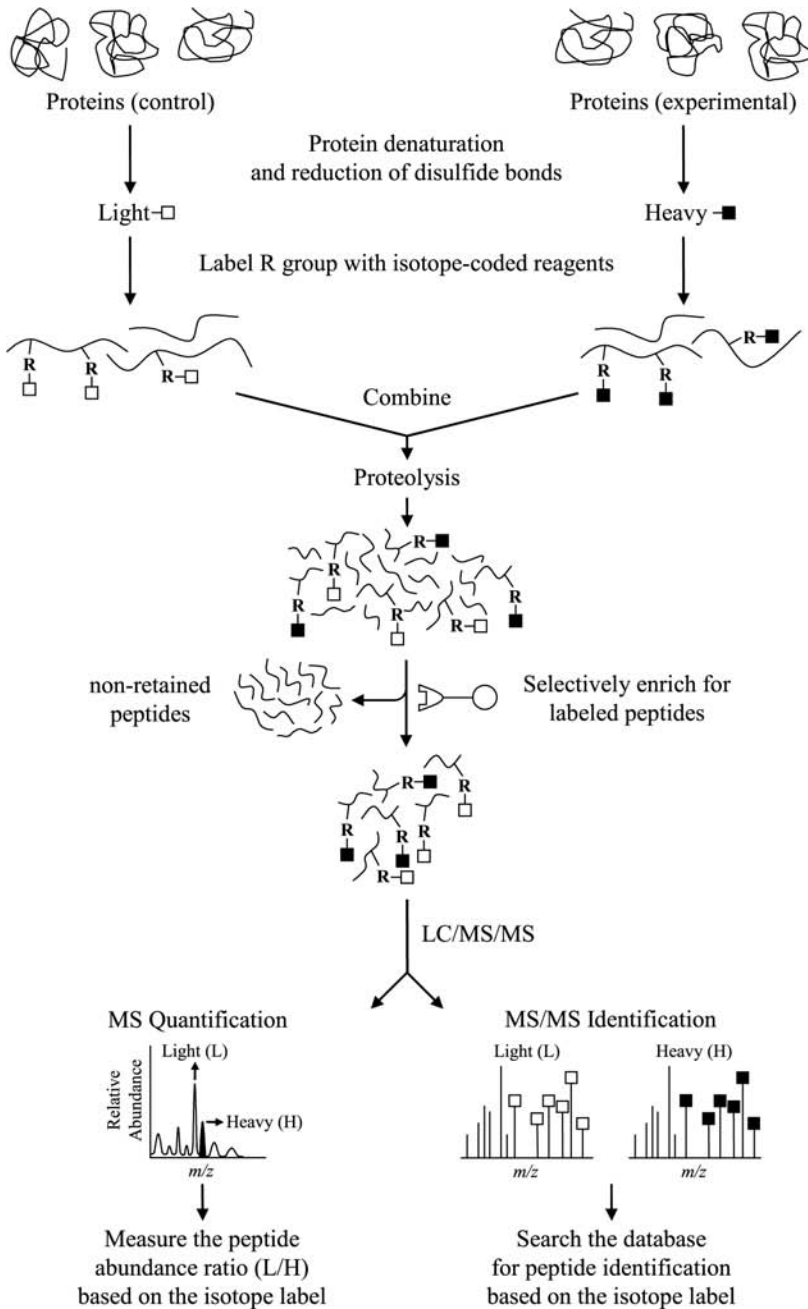 Proteins (control)
Proteins (experimental)
Protein denaturation
and reduction of disulfide bonds
Light
Heavy
Label R group with isotope-coded reagents
R
R
R
R
R
R
Combine
Proteolysis
R
R
R
R
R
R
non-retained
peptides
Selectively enrich for
labeled peptides
R
R
R
R
R
R
LC/MS/MS
MS Quantification
Light (L)
Heavy (H)
Relative
Abundance
m/z
MS/MS Identification
Light (L)
Heavy (H)
m/z
m/z
Measure the peptide
abundance ratio (L/H)
based on the isotope label
Search the database
for peptide identification
based on the isotope label